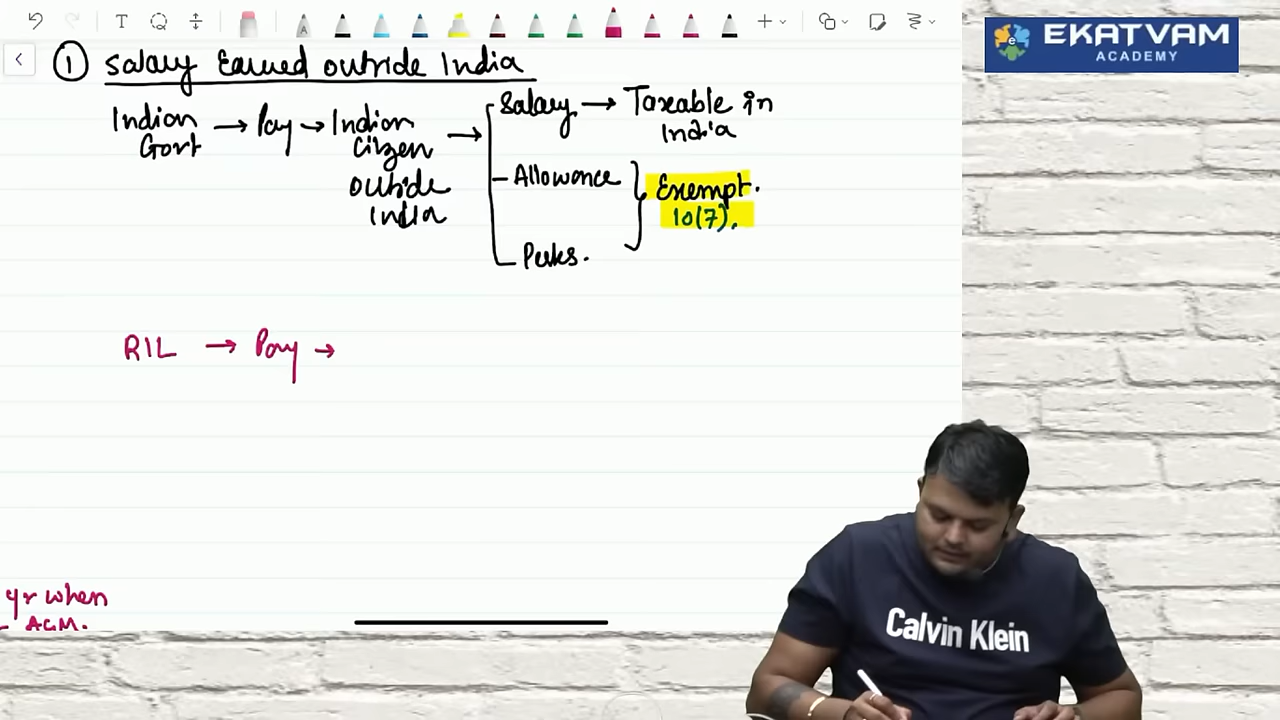 EKATVAM
ACADEMY
① Salary Earned outside India
Indian Govt → Pay → Indian Citizen outside India →
Salary → Taxable in India
Allowance
Perks.
Exempt.
10(7).
RIL → Pay →
yr when
AGM.
Calvin Klein